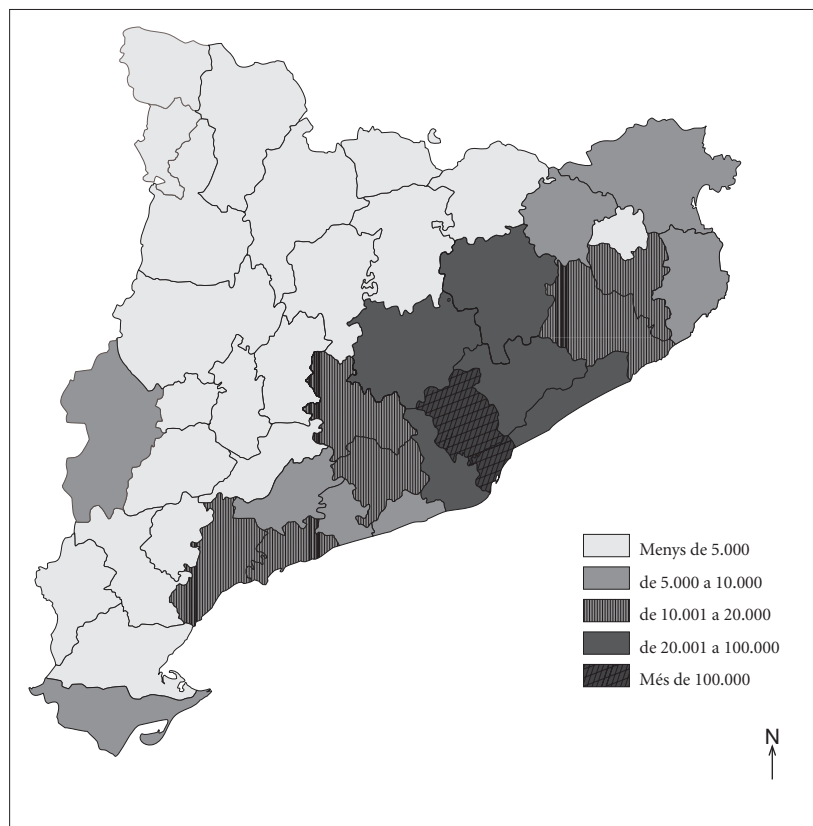 Menys de 5.000
de 5.000 a 10.000
de 10.001 a 20.000
de 20.001 a 100.000
Més de 100.000
N